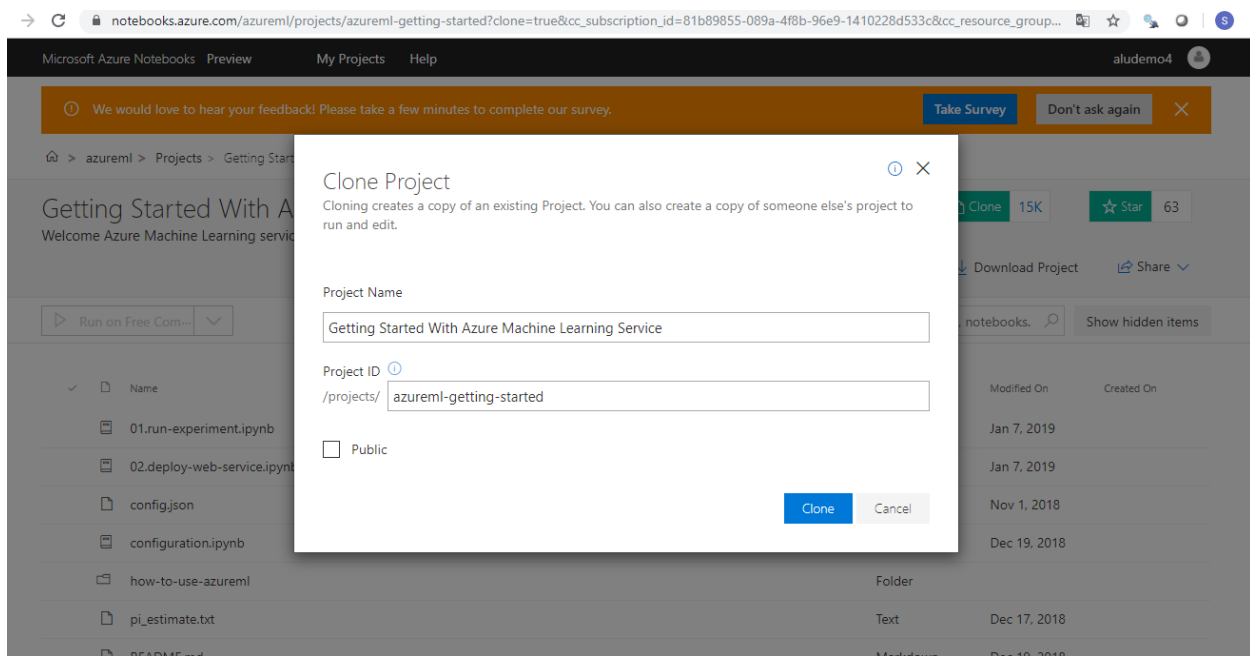 notebooks.azure.com/azureml/projects/azureml-getting-started?clone=true&cc_subscription_id=81b89855-089a-4f8b-96e9-1410228d533c&cc_resource_group...
S
Microsoft Azure Notebooks Preview My Projects Help aludemo4
We would love to hear your feedback! Please take a few minutes to complete our survey. Take Survey Don't ask again
> azureml > Projects > Getting Start
Clone Project
Cloning creates a copy of an existing Project. You can also create a copy of someone else's project to
run and edit.
Getting Started With A
Clone 15K Star 63
Welcome Azure Machine Learning servic
Download Project Share
Project Name
Getting Started With Azure Machine Learning Service
Run on Free Com... , notebooks. Show hidden items
Project ID
/projects/ azureml-getting-started
Name Modified On Created On
01.run-experiment.ipynb Jan 7, 2019
Public
02.deploy-web-service.ipynb Jan 7, 2019
config.json Nov 1, 2018
Clone Cancel
configuration.ipynb Dec 19, 2018
how-to-use-azureml Folder
pi_estimate.txt Text Dec 17, 2018
README.md Markdown Dec 19, 2018